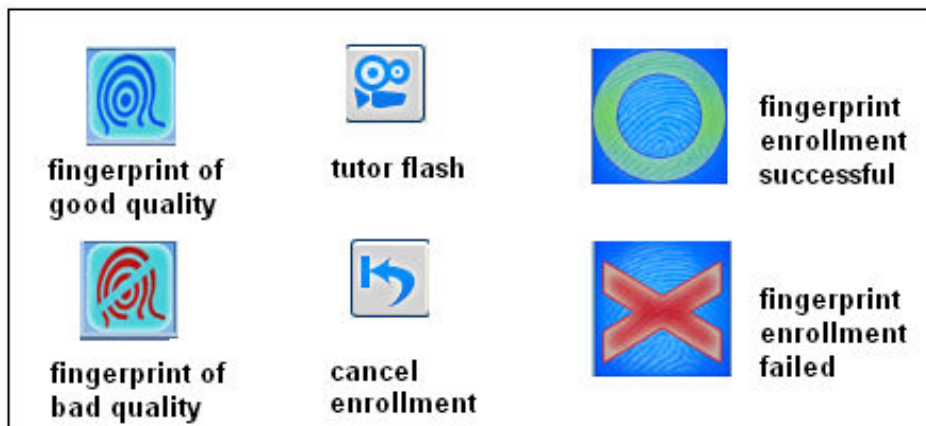 fingerprint of
good quality
tutor flash
fingerprint
enrollment
successful
fingerprint of
bad quality
cancel
enrollment
fingerprint
enrollment
failed